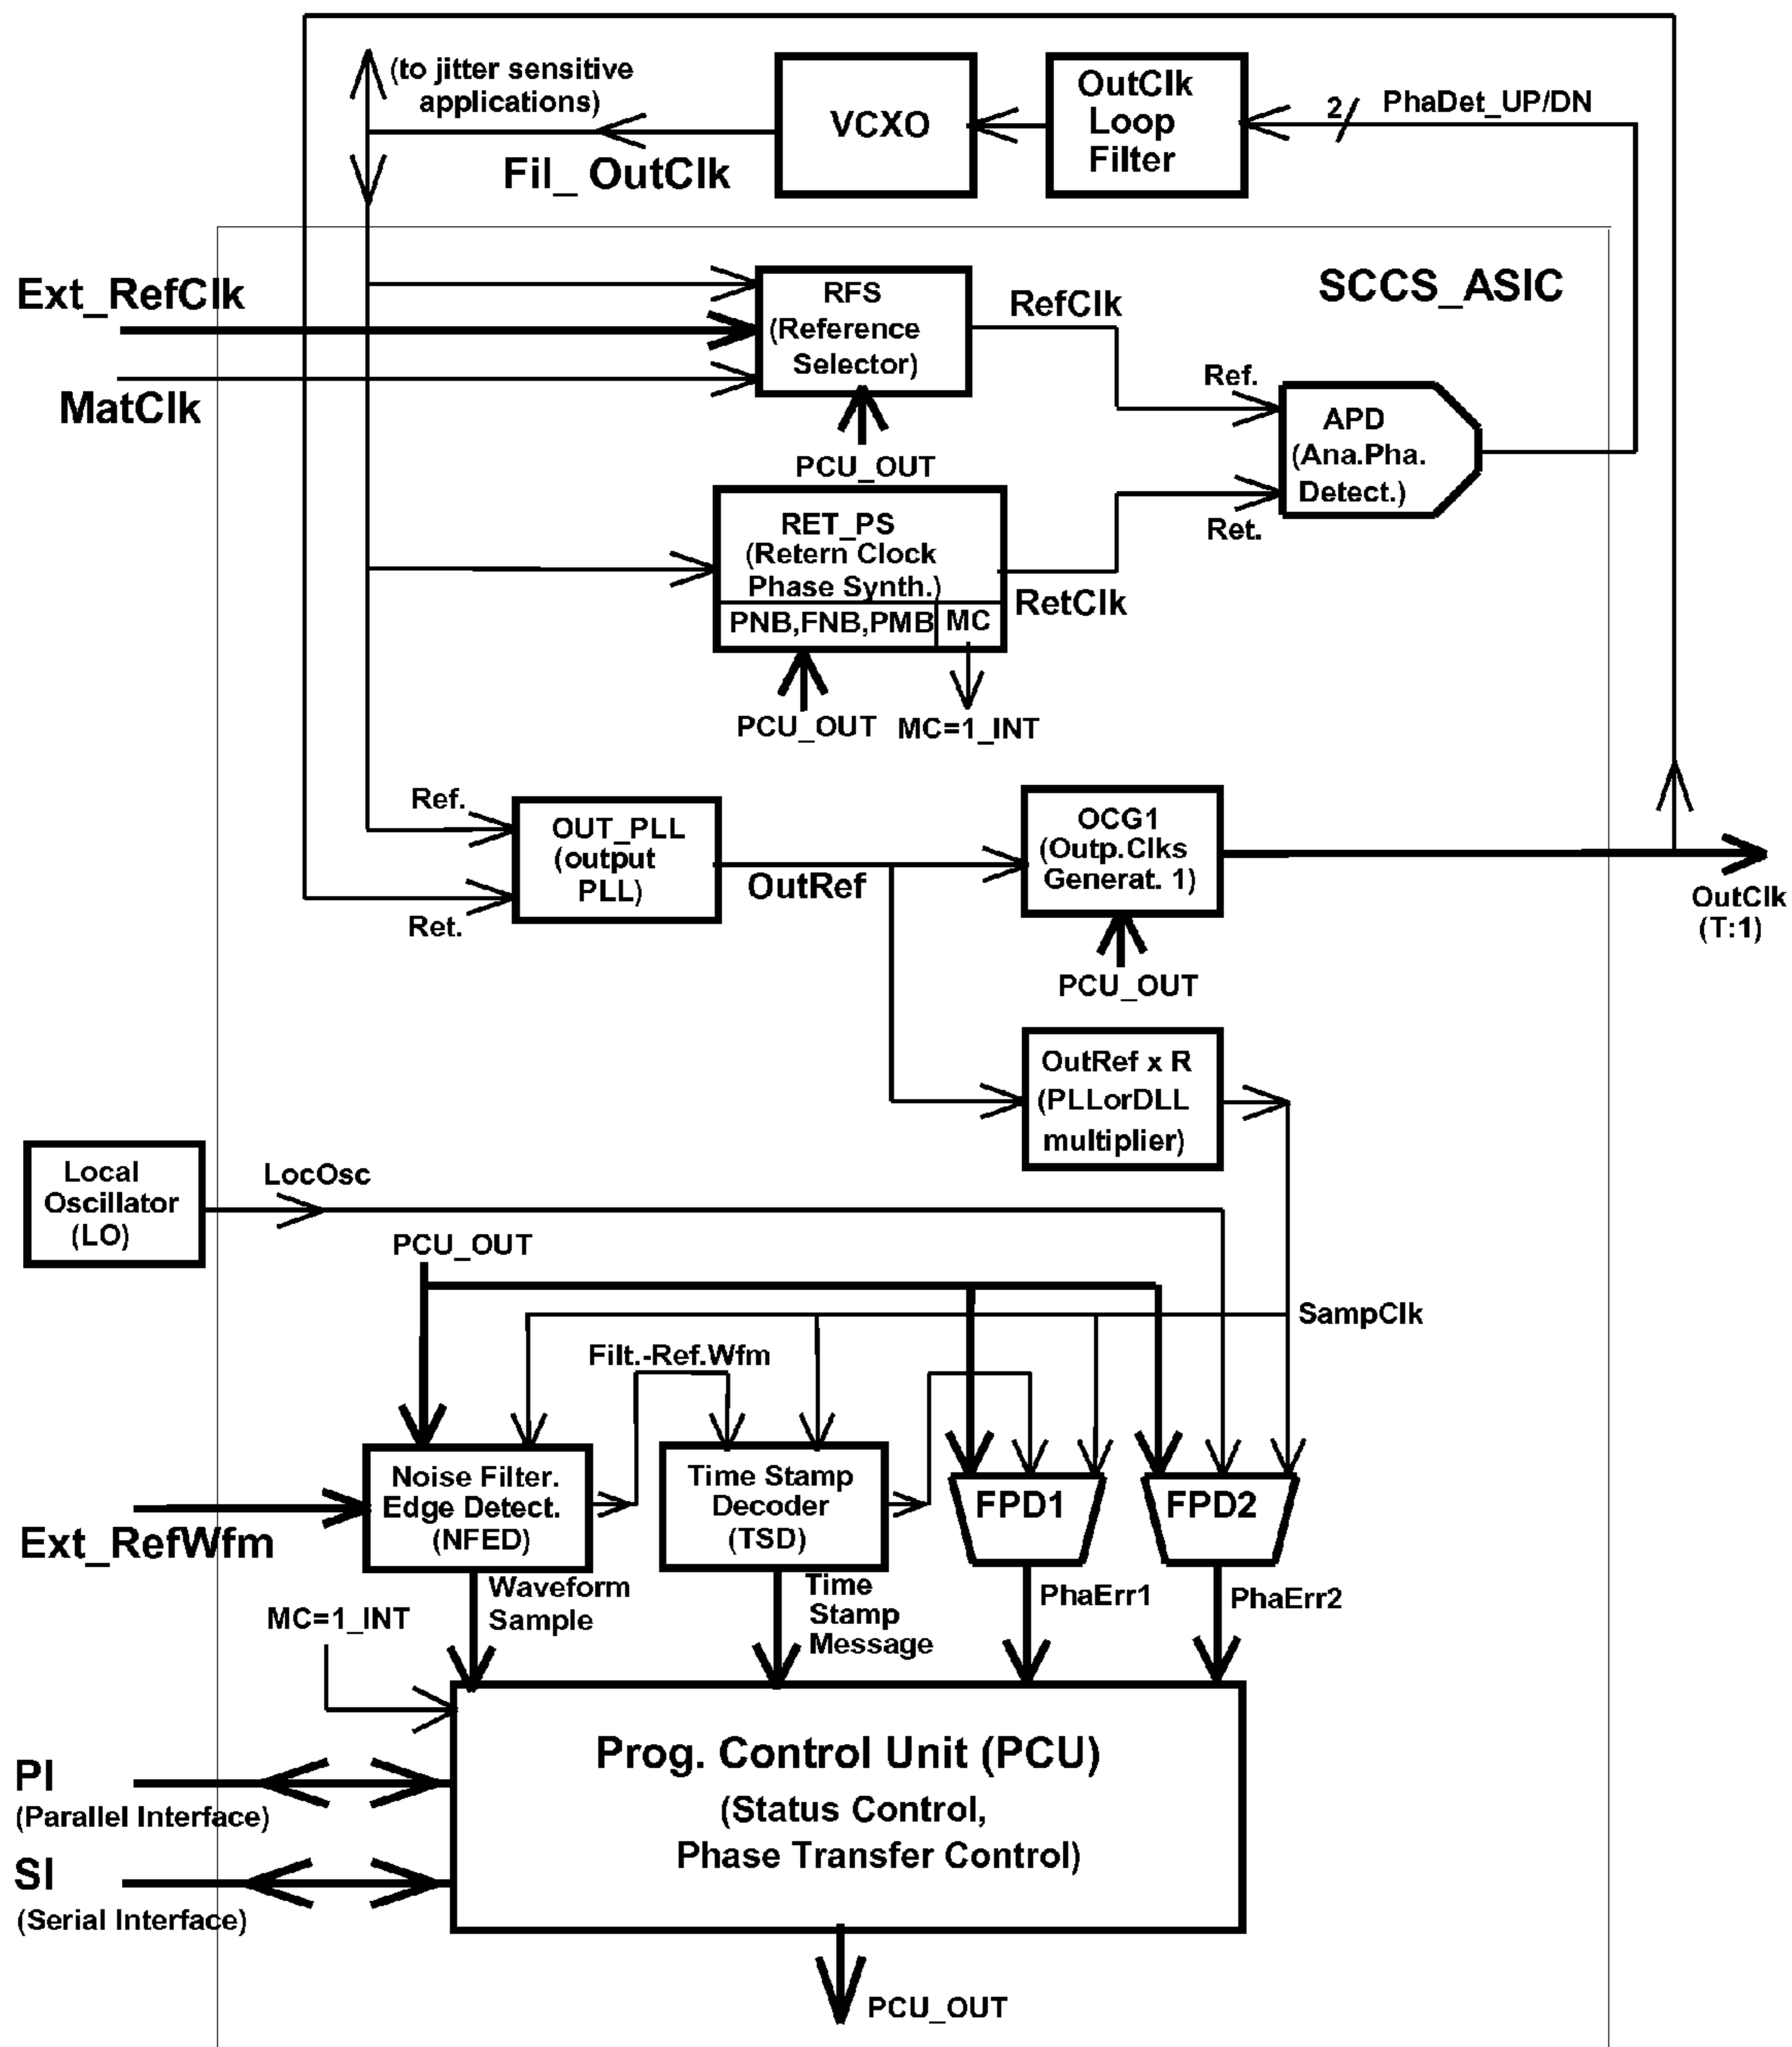 (to jitter sensitive
applications)
VCXO
OutClk
Loop
Filter
2
PhaDet_UP/DN
Fil_ OutClk
Ext_RefClk
MatClk
RFS
(Reference
Selector)
RefClk
SCCS_ASIC
PCU_OUT
Ref.
APD
(Ana.Pha.
Detect.)
Ret.
RET_PS
(Retern Clock
Phase Synth.)
PNB,FNB,PMB
MC
RetClk
PCU_OUT
MC=1_INT
Ref.
OUT_PLL
(output
PLL)
Ret.
OutRef
OCG1
(Outp.Clks
Generat. 1)
OutClk
(T:1)
PCU_OUT
OutRef x R
(PLLorDLL
multiplier)
Local
Oscillator
(LO)
LocOsc
PCU_OUT
SampClk
Filt.-Ref.Wfm
Noise Filter.
Edge Detect.
(NFED)
Time Stamp
Decoder
(TSD)
FPD1
FPD2
Ext_RefWfm
Waveform
Sample
Time
Stamp
Message
PhaErr1
PhaErr2
MC=1_INT
Prog. Control Unit (PCU)
(Status Control,
Phase Transfer Control)
PI
(Parallel Interface)
SI
(Serial Interface)
PCU_OUT